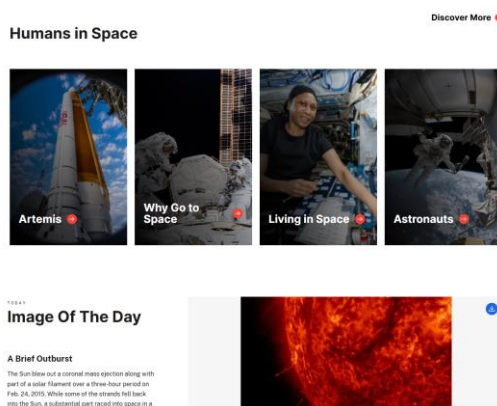 Discover More
Humans in Space
Artemis
Why Go to
Space
Living in Space
Astronauts
TODAY
Image Of The Day
A Brief Outburst
The Sun blew out a coronal mass ejection along with
part of a solar filament over a three-hour period on
Feb. 24, 2015. While some of the strands fell back
into the Sun, a substantial part raced into space in a